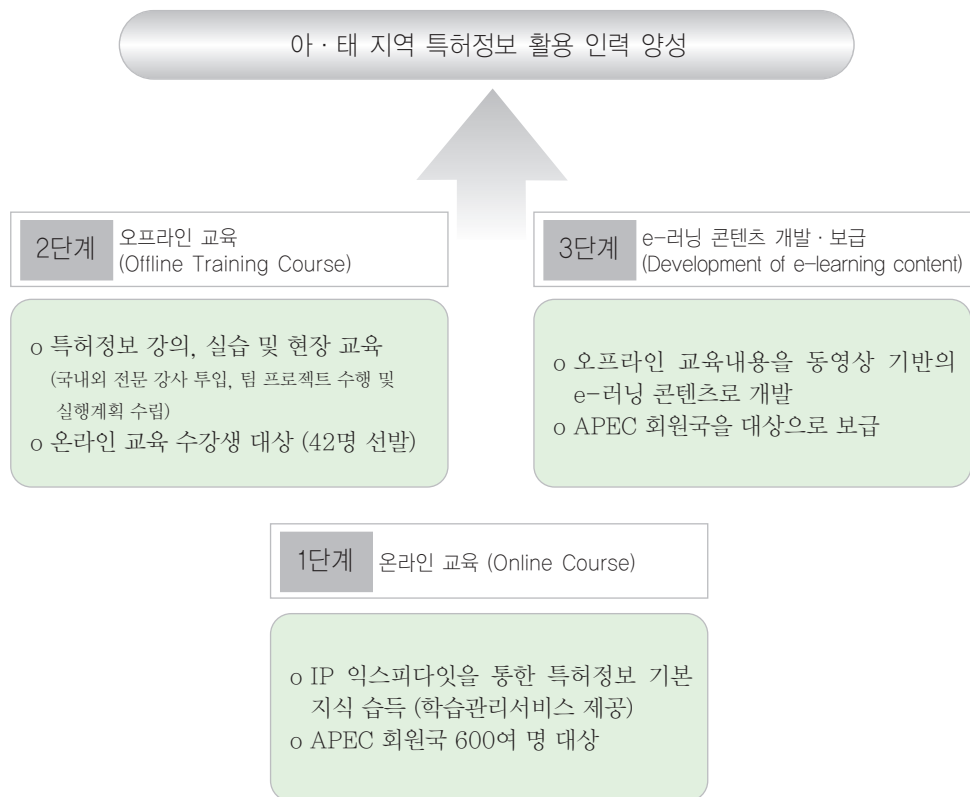 아·태 지역 특허정보 활용 인력 양성
2단계
오프라인 교육
(Offline Training Course)
o 특허정보 강의, 실습 및 현장 교육
(국내외 전문 강사 투입, 팀 프로젝트 수행 및
실행계획 수립)
o 온라인 교육 수강생 대상 (42명 선발)
3단계
e-러닝 콘텐츠 개발·보급
(Development of e-learning content)
o 오프라인 교육내용을 동영상 기반의
e-러닝 콘텐츠로 개발
o APEC 회원국을 대상으로 보급
1단계
온라인 교육 (Online Course)
o IP 익스피다잇을 통한 특허정보 기본
지식 습득 (학습관리서비스 제공)
o APEC 회원국 600여 명 대상